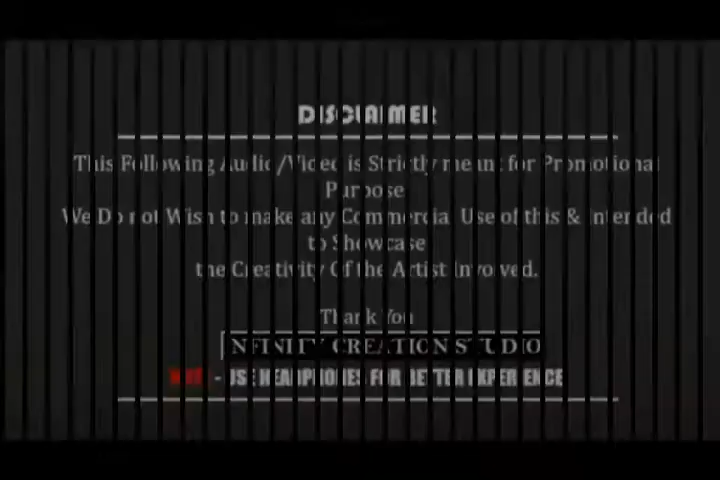 DISCLAIMER
This Following Audio/Video is Strictly meant for Promotional
Purpose
We Do not Wish to make any Commercial Use of this & Intended
to Showcase
the Creativity Of the Artist Involved.
Thank You
INFINITY CREATION STUDIO
- USE HEADPHONES FOR BETTER EXPERIENCE